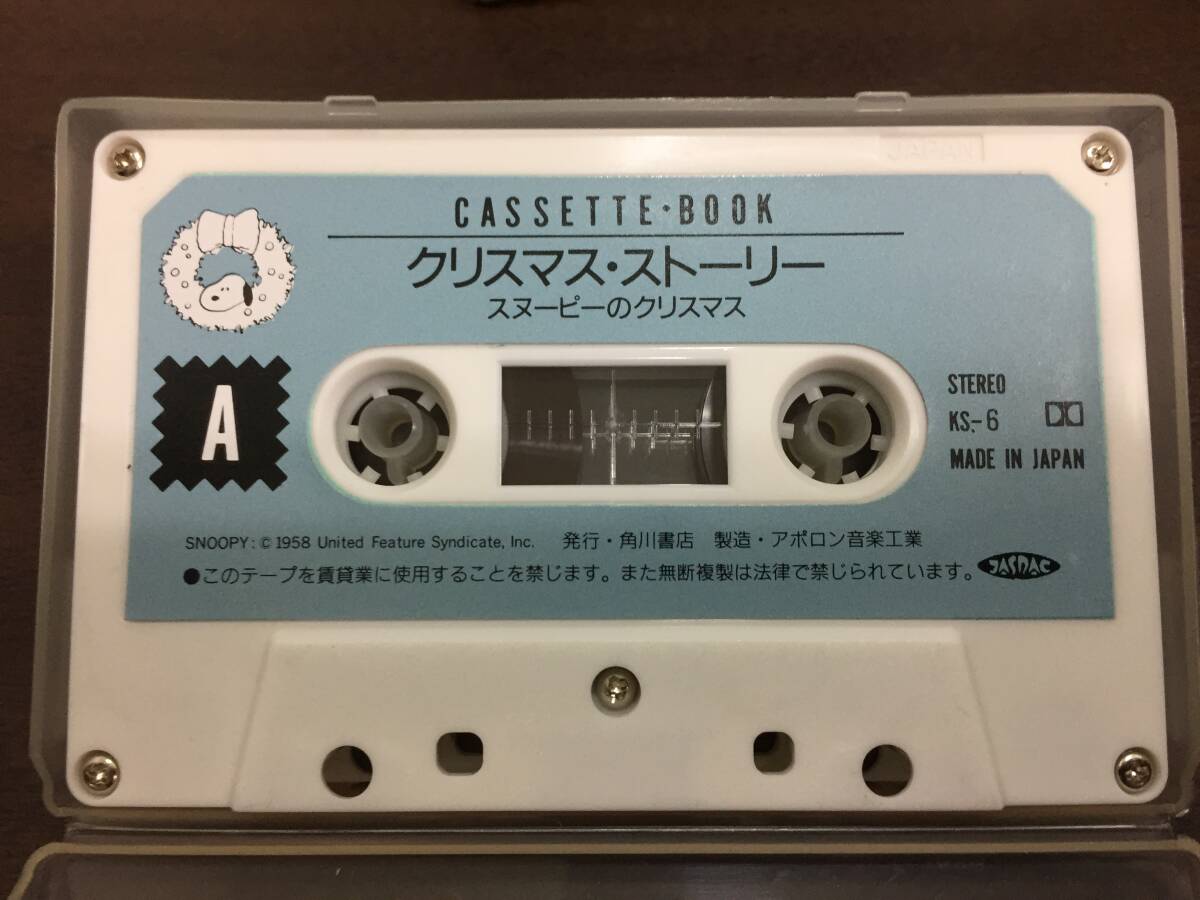 JAPAN
CASSETTE・BOOK
クリスマス・ストーリー
スヌーピーのクリスマス
A
STEREO
KS-6
MADE IN JAPAN
SNOOPY: © 1958 United Feature Syndicate, Inc. 発行・角川書店 製造・アポロン音楽工業
●このテープを賃貸業に使用することを禁じます。また無断複製は法律で禁じられています。 JASRAC